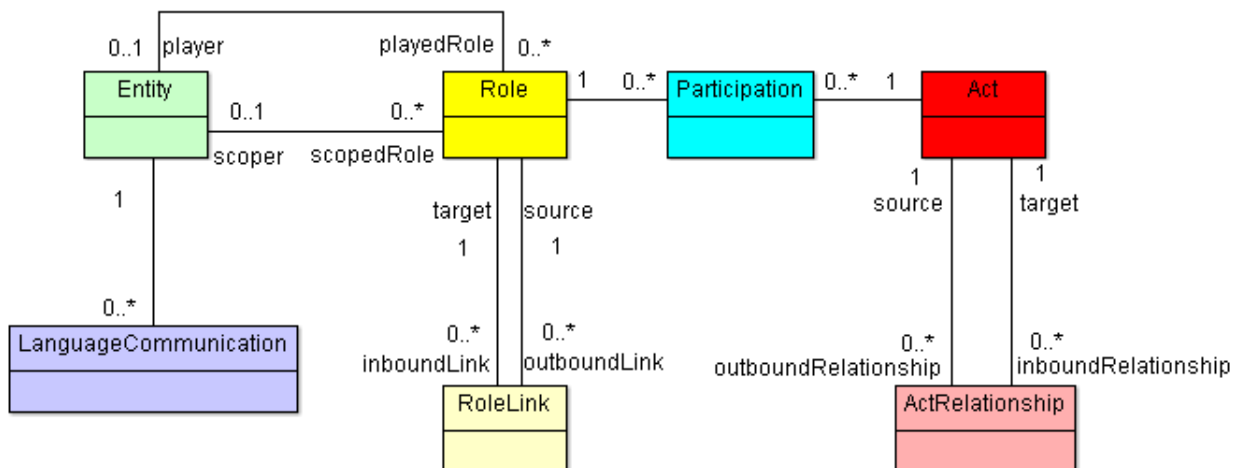 0..1 player playedRole 0..*
Entity Role 1 0..* Participation 0..* 1 Act
0..1 0..*
scoper scopedRole
1 target source 1 1
source target
1 1
0..* 0..* 0..* 0..* 0..*
LanguageCommunication
inboundLink outboundLink outboundRelationship inboundRelationship
RoleLink ActRelationship